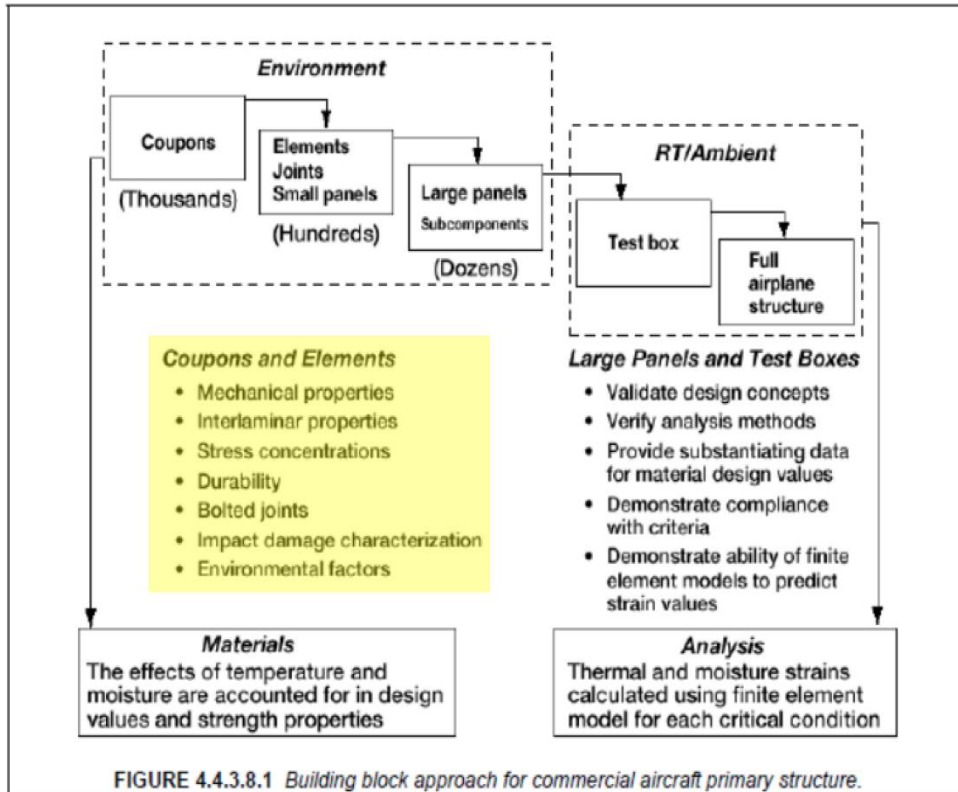 Environment
Coupons
(Thousands)
Elements
Joints
Small panels
(Hundreds)
Large panels
Subcomponents
(Dozens)
RT/Ambient
Test box
Full
airplane
structure
Coupons and Elements
• Mechanical properties
• Interlaminar properties
• Stress concentrations
• Durability
• Bolted joints
• Impact damage characterization
• Environmental factors
Large Panels and Test Boxes
• Validate design concepts
• Verify analysis methods
• Provide substantiating data
for material design values
• Demonstrate compliance
with criteria
• Demonstrate ability of finite
element models to predict
strain values
Materials
The effects of temperature and
moisture are accounted for in design
values and strength properties
Analysis
Thermal and moisture strains
calculated using finite element
model for each critical condition
FIGURE 4.4.3.8.1 Building block approach for commercial aircraft primary structure.